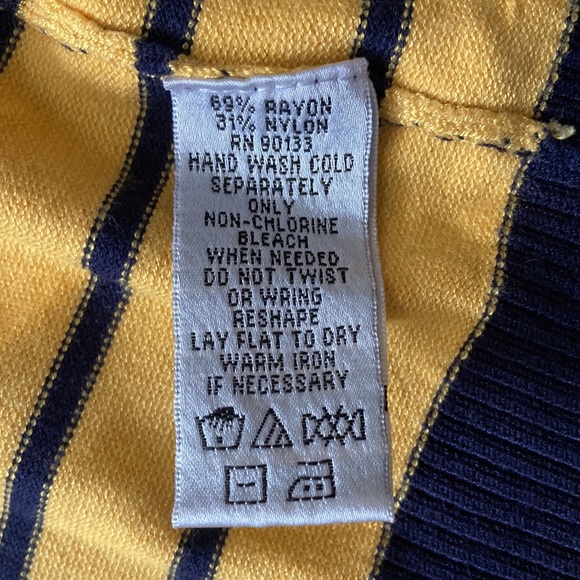 69% RAYON
31% NYLON
RN 90133
HAND WASH COLD
SEPARATELY
ONLY
NON-CHLORINE
BLEACH
WHEN NEEDED
DO NOT TWIST
OR WRING
RESHAPE
LAY FLAT TO DRY
WARM IRON
IF NECESSARY